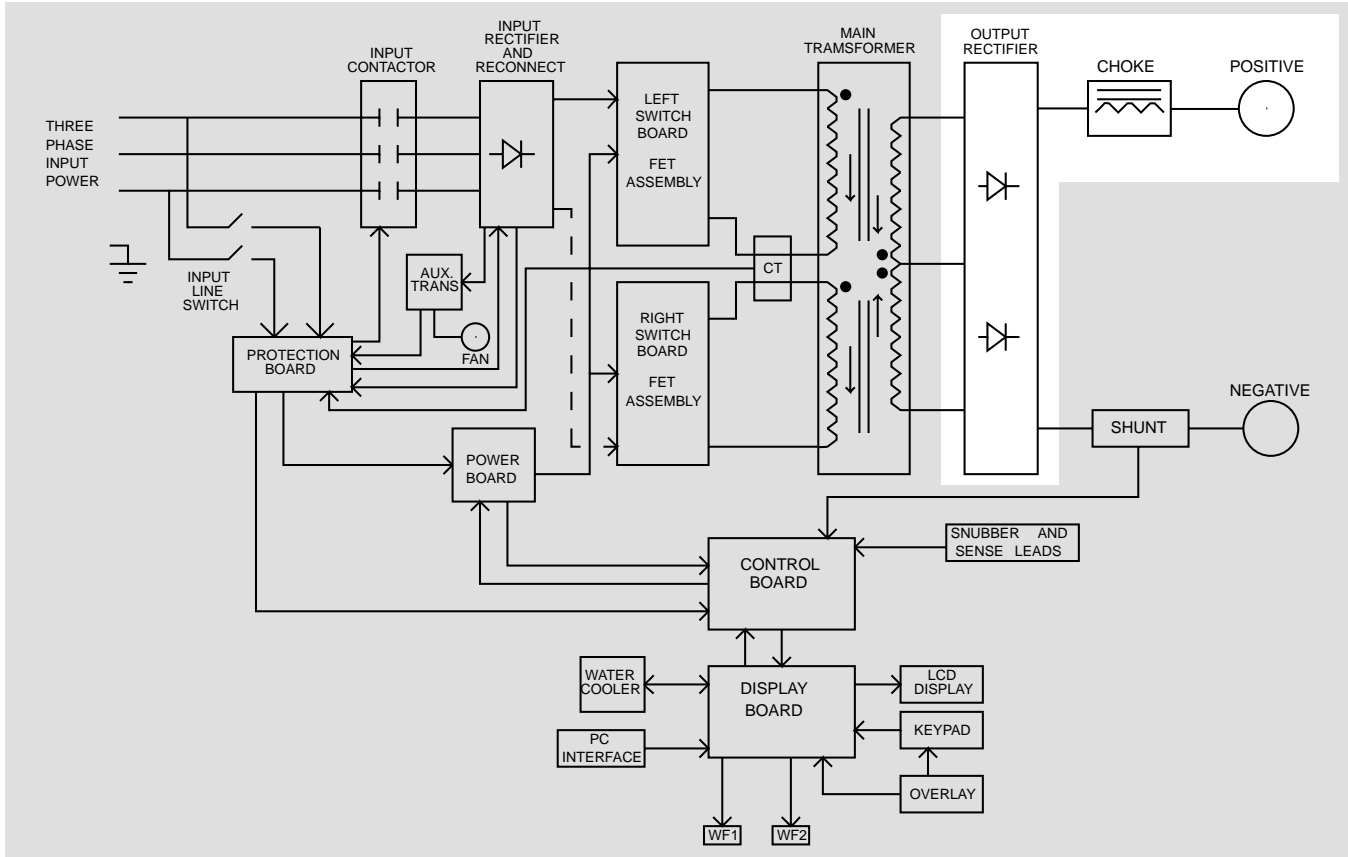 INPUT
CONTACTOR
INPUT
RECTIFIER
AND
RECONNECT
MAIN
TRAMSFORMER
OUTPUT
RECTIFIER
CHOKE
POSITIVE
THREE
PHASE
INPUT
POWER
LEFT
SWITCH
BOARD
FET
ASSEMBLY
INPUT
LINE
SWITCH
AUX.
TRANS
FAN
CT
PROTECTION
BOARD
RIGHT
SWITCH
BOARD
FET
ASSEMBLY
NEGATIVE
SHUNT
POWER
BOARD
CONTROL
BOARD
SNUBBER AND
SENSE LEADS
WATER
COOLER
DISPLAY
BOARD
LCD
DISPLAY
PC
INTERFACE
KEYPAD
OVERLAY
WF1
WF2